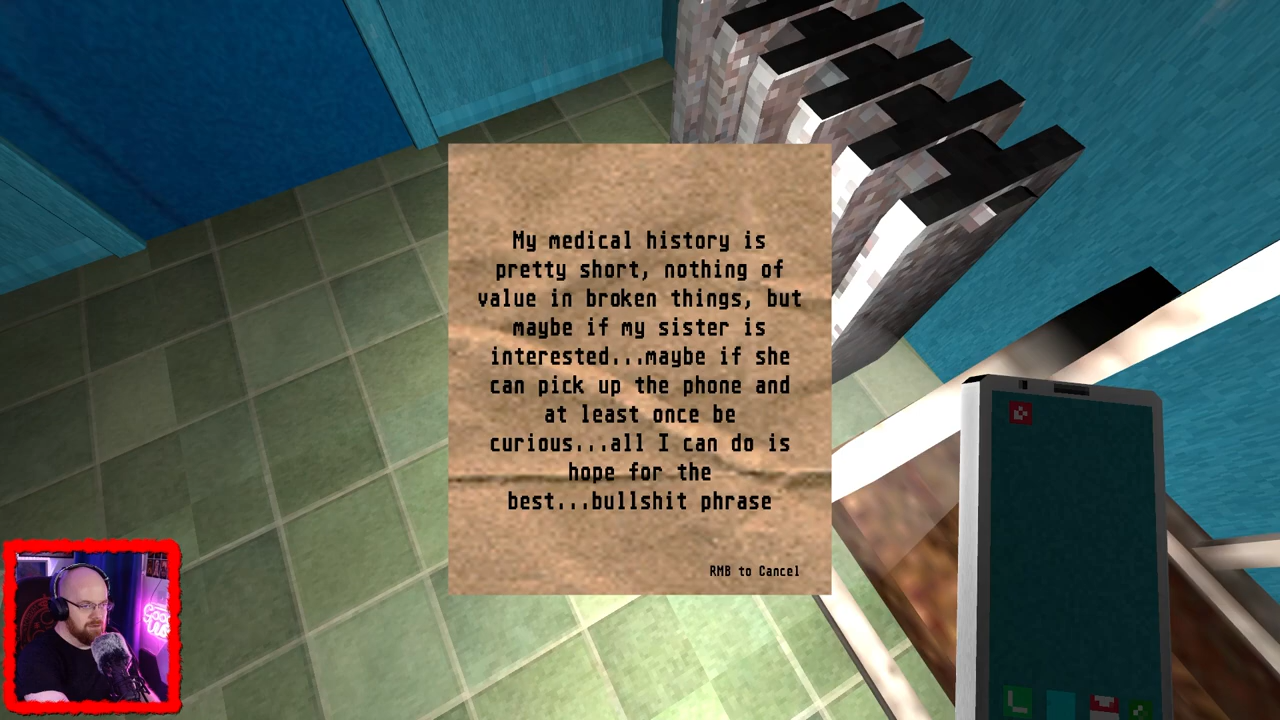 My medical history is
pretty short, nothing of
value in broken things, but
maybe if my sister is
interested...maybe if she
can pick up the phone and
at least once be
curious...all I can do is
hope for the
best...bullshit phrase
RMB to Cancel